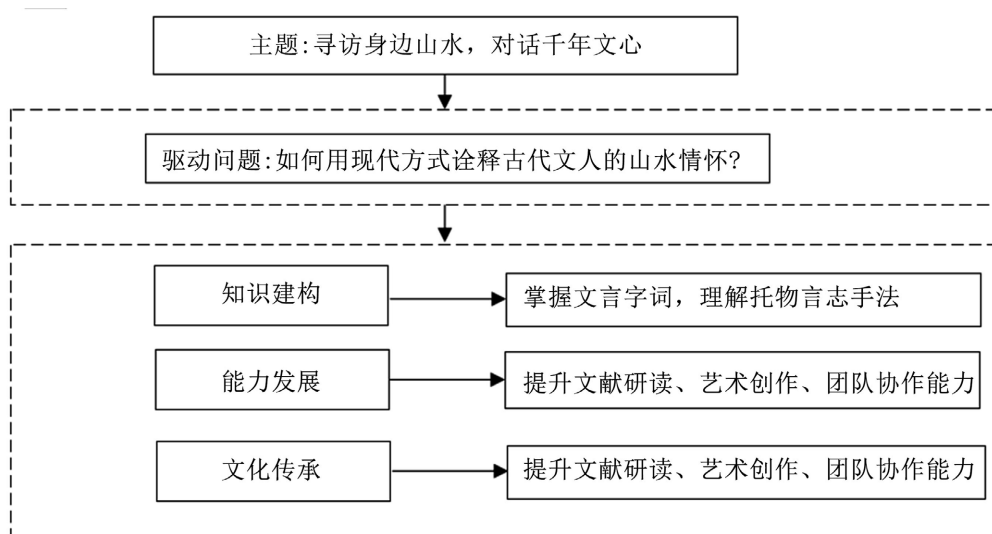 主题:寻访身边山水，对话千年文心
驱动问题:如何用现代方式诠释古代文人的山水情怀?
知识建构
掌握文言字词，理解托物言志手法
能力发展
提升文献研读、艺术创作、团队协作能力
文化传承
提升文献研读、艺术创作、团队协作能力